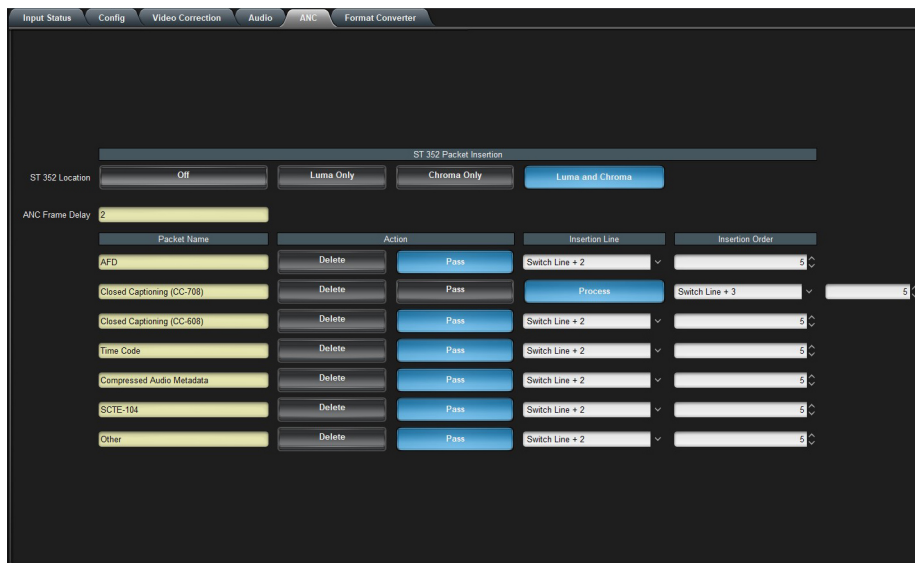 Input Status Config Video Correction Audio ANC Format Converter
ST 352 Packet Insertion
ST 352 Location Off Luma Only Chroma Only Luma and Chroma
ANC Frame Delay 2
Packet Name Action Insertion Line Insertion Order
AFD Delete Pass Switch Line + 2 5
Closed Captioning (CC-708) Delete Pass Process Switch Line + 3 5
Closed Captioning (CC-608) Delete Pass Switch Line + 2 5
Time Code Delete Pass Switch Line + 2 5
Compressed Audio Metadata Delete Pass Switch Line + 2 5
SCTE-104 Delete Pass Switch Line + 2 5
Other Delete Pass Switch Line + 2 5